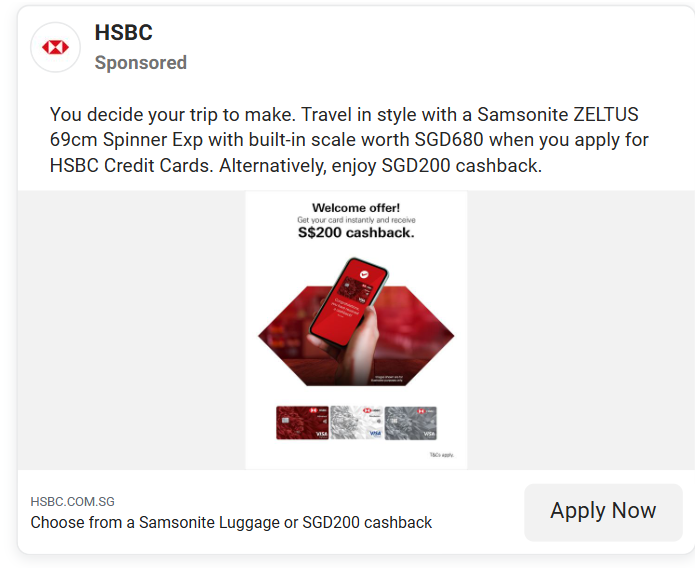 HSBC
Sponsored
You decide your trip to make. Travel in style with a Samsonite ZELTUS
69cm Spinner Exp with built-in scale worth SGD680 when you apply for
HSBC Credit Cards. Alternatively, enjoy SGD200 cashback.
Welcome offer!
Get your card instantly and receive
S$200 cashback.
VISA
VISA
VISA
T&Cs apply.
HSBC.COM.SG
Choose from a Samsonite Luggage or SGD200 cashback
Apply Now